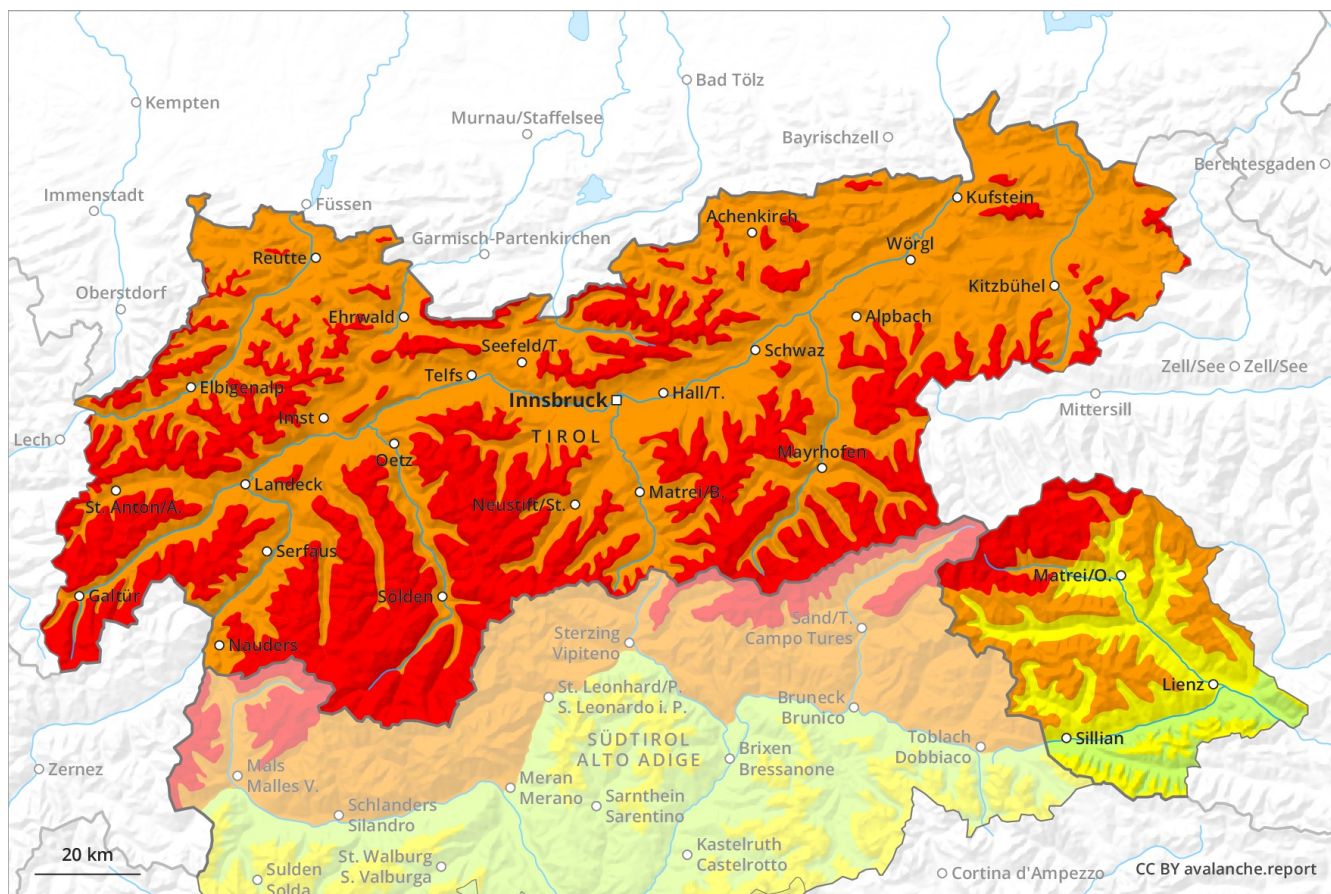 Bad Tölz
Kempten
Murnau/Staffelsee
Bayrischzell
Berchtesgaden
Immenstadt
Füssen
Kufstein
Achenkirch
Garmisch-Partenkirchen
Wörgl
Reutte
Kitzbühel
Oberstdorf
Ehrwald
Alpbach
Seefeld/T.
Schwaz
Zell/See
Zell/See
Telfs
Elbigenalp
Hall/T.
Innsbruck
Mittersill
Imst
TIROL
Lech
Oetz
Mayrhofen
Landeck
Matrei/B.
St. Anton/A.
Neustift/St.
Serfaus
Matrei/O.
Galtür
Sölden
Sand/T.
Campo Tures
Sterzing
Vipiteno
Nauders
Lienz
St. Leonhard/P.
S. Leonardo i. P.
Bruneck
Brunico
SÜDTIROL
ALTO ADIGE
Toblach
Dobbiaco
Sillian
Brixen
Bressanone
Zernez
Mals
Malles V.
Meran
Merano
Sarnthein
Sarentino
Schlanders
Silandro
Kastelruth
Castelrotto
20 km
St. Walburg
S. Valburga
Sulden
Solda
Cortina d'Ampezzo
CC BY avalanche.report